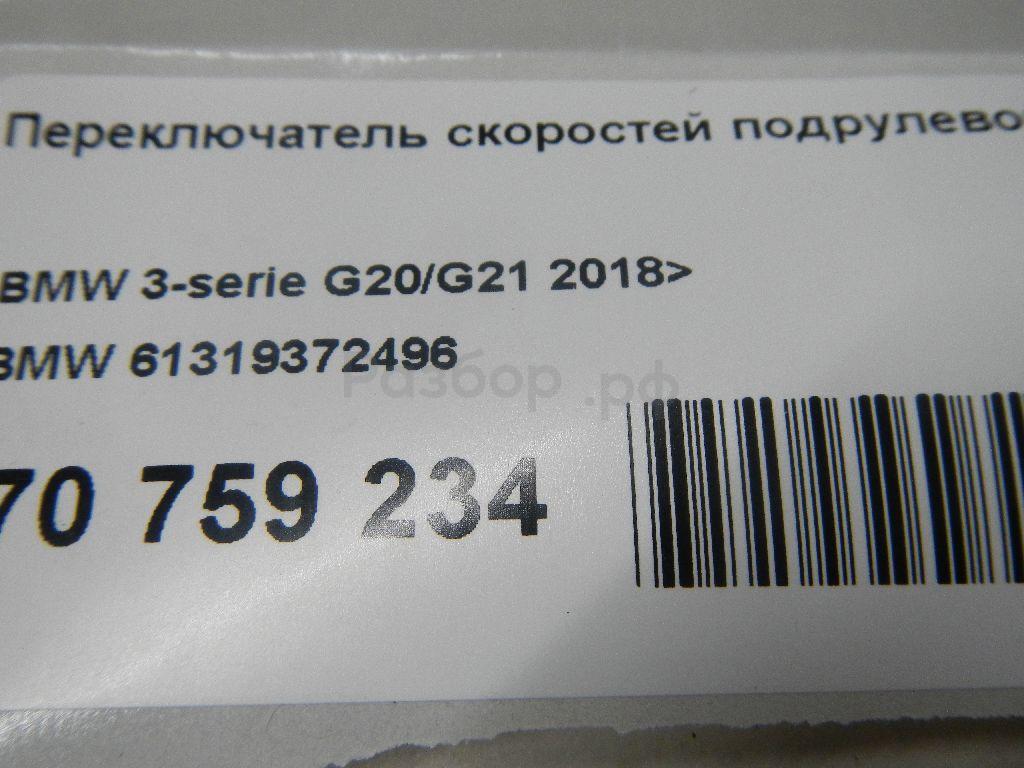 Переключатель скоростей подрулево
BMW 3-serie G20/G21 2018>
BMW 61319372496
Разбор.рф
70 759 234